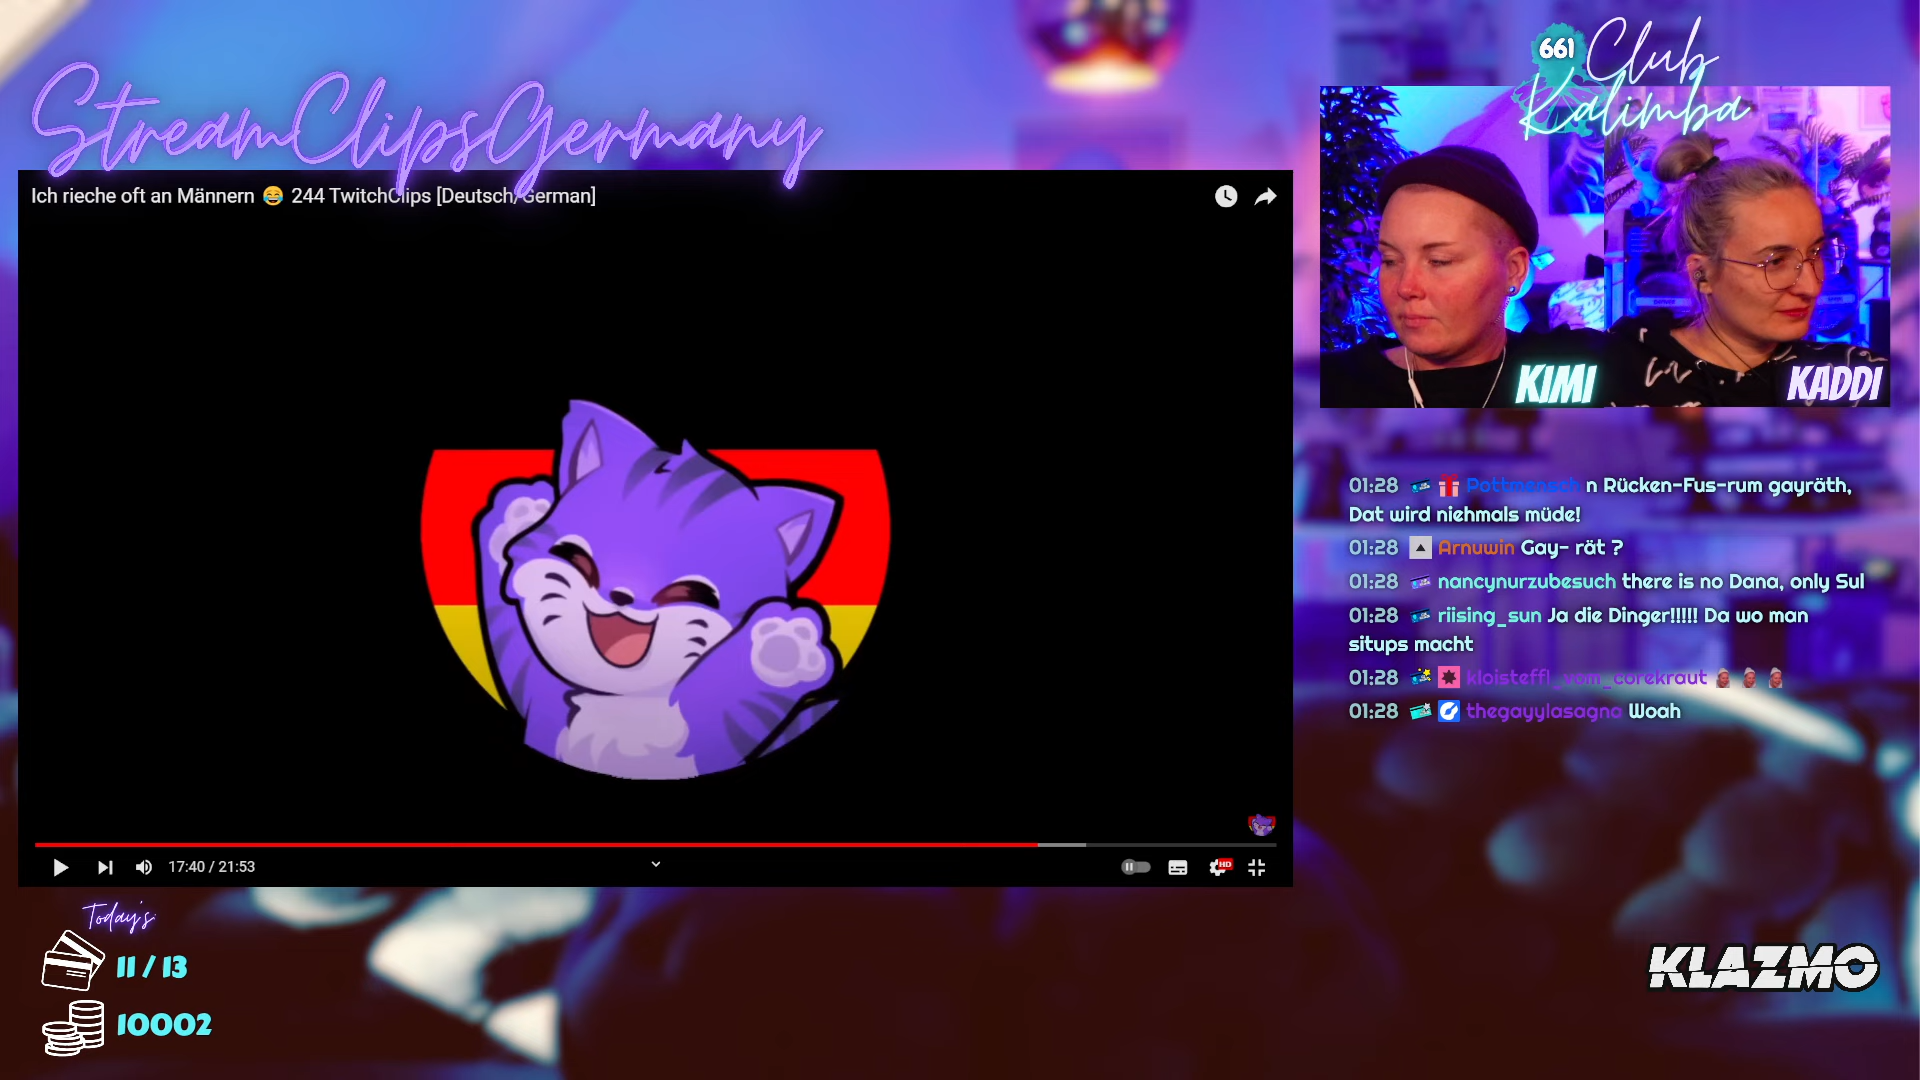 StreamClipsGermany
661 Club
Kalimba
Ich rieche oft an Männern 😂 244 TwitchClips [Deutsch/German]
KIMI
KADDI
01:28 Pottmensch n Rücken-Fus-rum gayräth,
Dat wird niehmals müde!
01:28 Arnuwin Gay- rät ?
01:28 nancynurzubesuch there is no Dana, only Sul
01:28 riising_sun Ja die Dinger!!!!! Da wo man
situps macht
01:28 kloisteffl_vom_corekraut
01:28 thegayylasagna Woah
17:40 / 21:53
HD
Today's
11 / 13
10002
KLAZMO